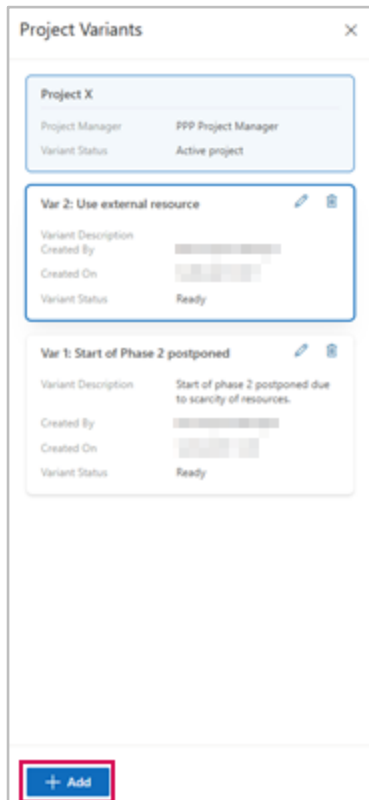 Project Variants
Project X
Project Manager PPP Project Manager
Variant Status Active project
Var 2: Use external resource
Variant Description
Created By
Created On
Variant Status Ready
Var 1: Start of Phase 2 postponed
Variant Description Start of phase 2 postponed due
to scarcity of resources.
Created By
Created On
Variant Status Ready
+ Add